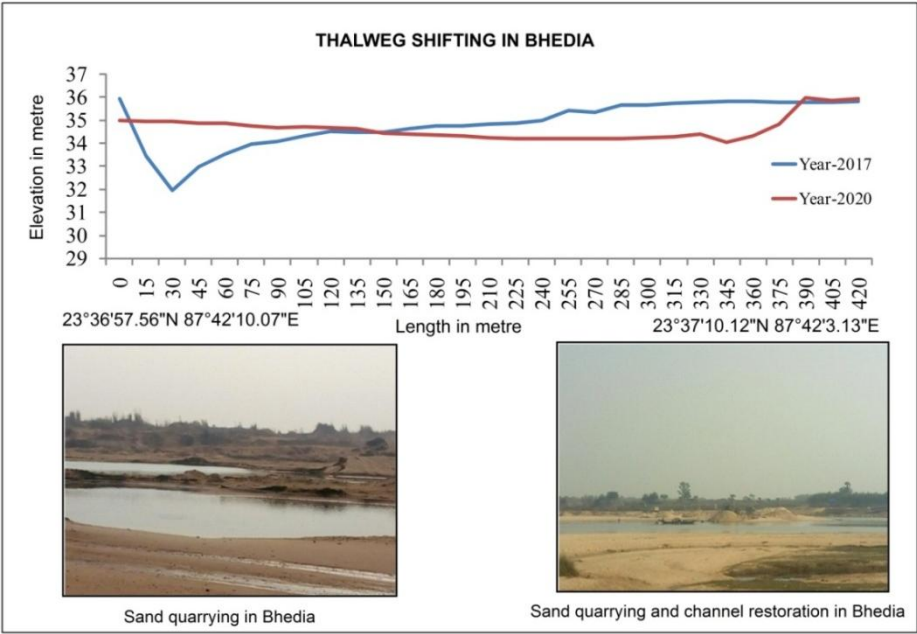 THALWEG SHIFTING IN BHEDIA
37
36
35
34
33
32
31
30
29
Elevation in metre
Year-2017
Year-2020
0 15 30 45 60 75 90 105 120 135 150 165 180 195 210 225 240 255 270 285 300 315 330 345 360 375 390 405 420
23°36'57.56"N 87°42'10.07"E
Length in metre
23°37'10.12"N 87°42'3.13"E
Sand quarrying in Bhedia
Sand quarrying and channel restoration in Bhedia